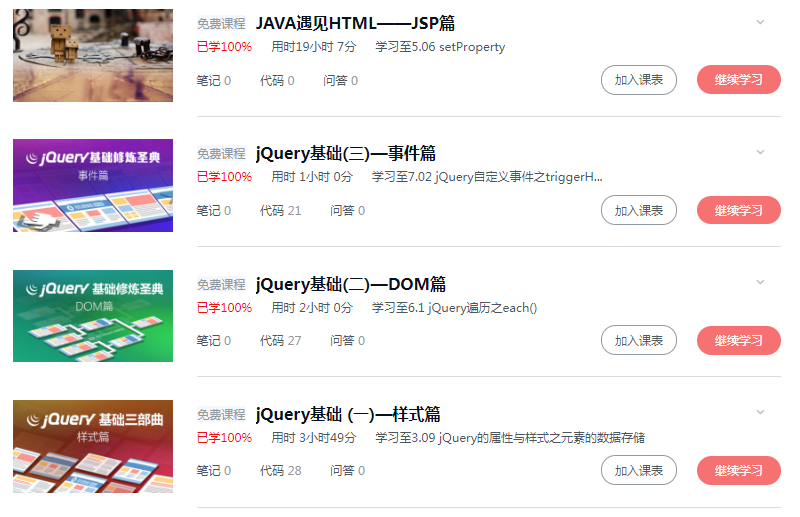 免费课程 JAVA遇见HTML——JSP篇
已学100% 用时19小时 7分 学习至5.06 setProperty
笔记 0 代码 0 问答 0 加入课表 继续学习
jQuery基础修炼圣典
事件篇
免费课程 jQuery基础(三)—事件篇
已学100% 用时 1小时 0分 学习至7.02 jQuery自定义事件之triggerH...
笔记 0 代码 21 问答 0 加入课表 继续学习
jQuery 基础修炼圣典
DOM篇
免费课程 jQuery基础(二)—DOM篇
已学100% 用时 2小时 0分 学习至6.1 jQuery遍历之each()
笔记 0 代码 27 问答 0 加入课表 继续学习
jQuery 基础三部曲
样式篇
免费课程 jQuery基础 (一)—样式篇
已学100% 用时 3小时49分 学习至3.09 jQuery的属性与样式之元素的数据存储
笔记 0 代码 28 问答 0 加入课表 继续学习